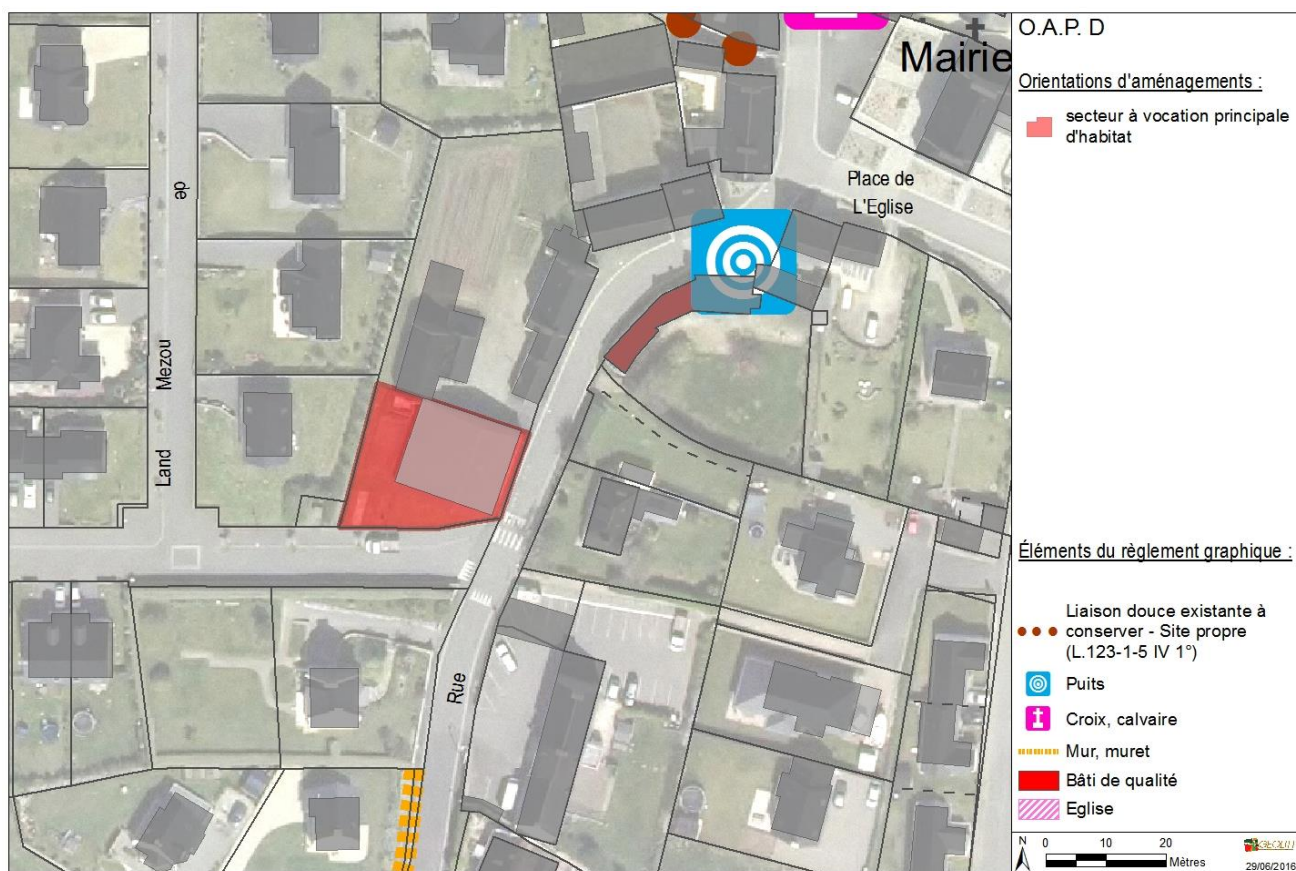 Mairie
Place de
L'Eglise
de
Mezou
Land
Rue
O.A.P. D
Orientations d'aménagements :
secteur à vocation principale
d'habitat
Éléments du règlement graphique :
Liaison douce existante à
conserver - Site propre
(L.123-1-5 IV 1°)
Puits
Croix, calvaire
Mur, muret
Bâti de qualité
Eglise
N
0 10 20
Mètres
GEOLITT
29/06/2016